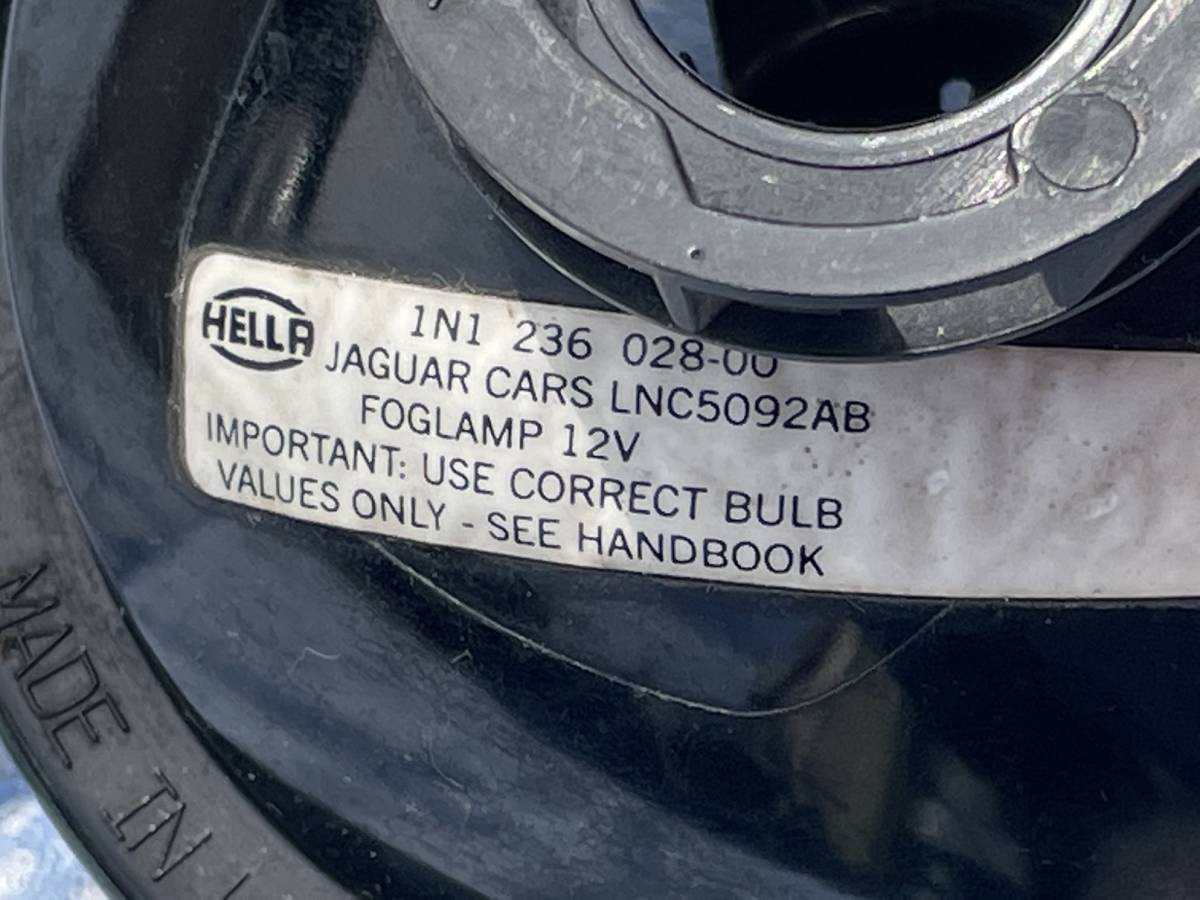 HELLA
1N1 236 028-00
JAGUAR CARS LNC5092AB
FOGLAMP 12V
IMPORTANT: USE CORRECT BULB
VALUES ONLY - SEE HANDBOOK
MADE IN